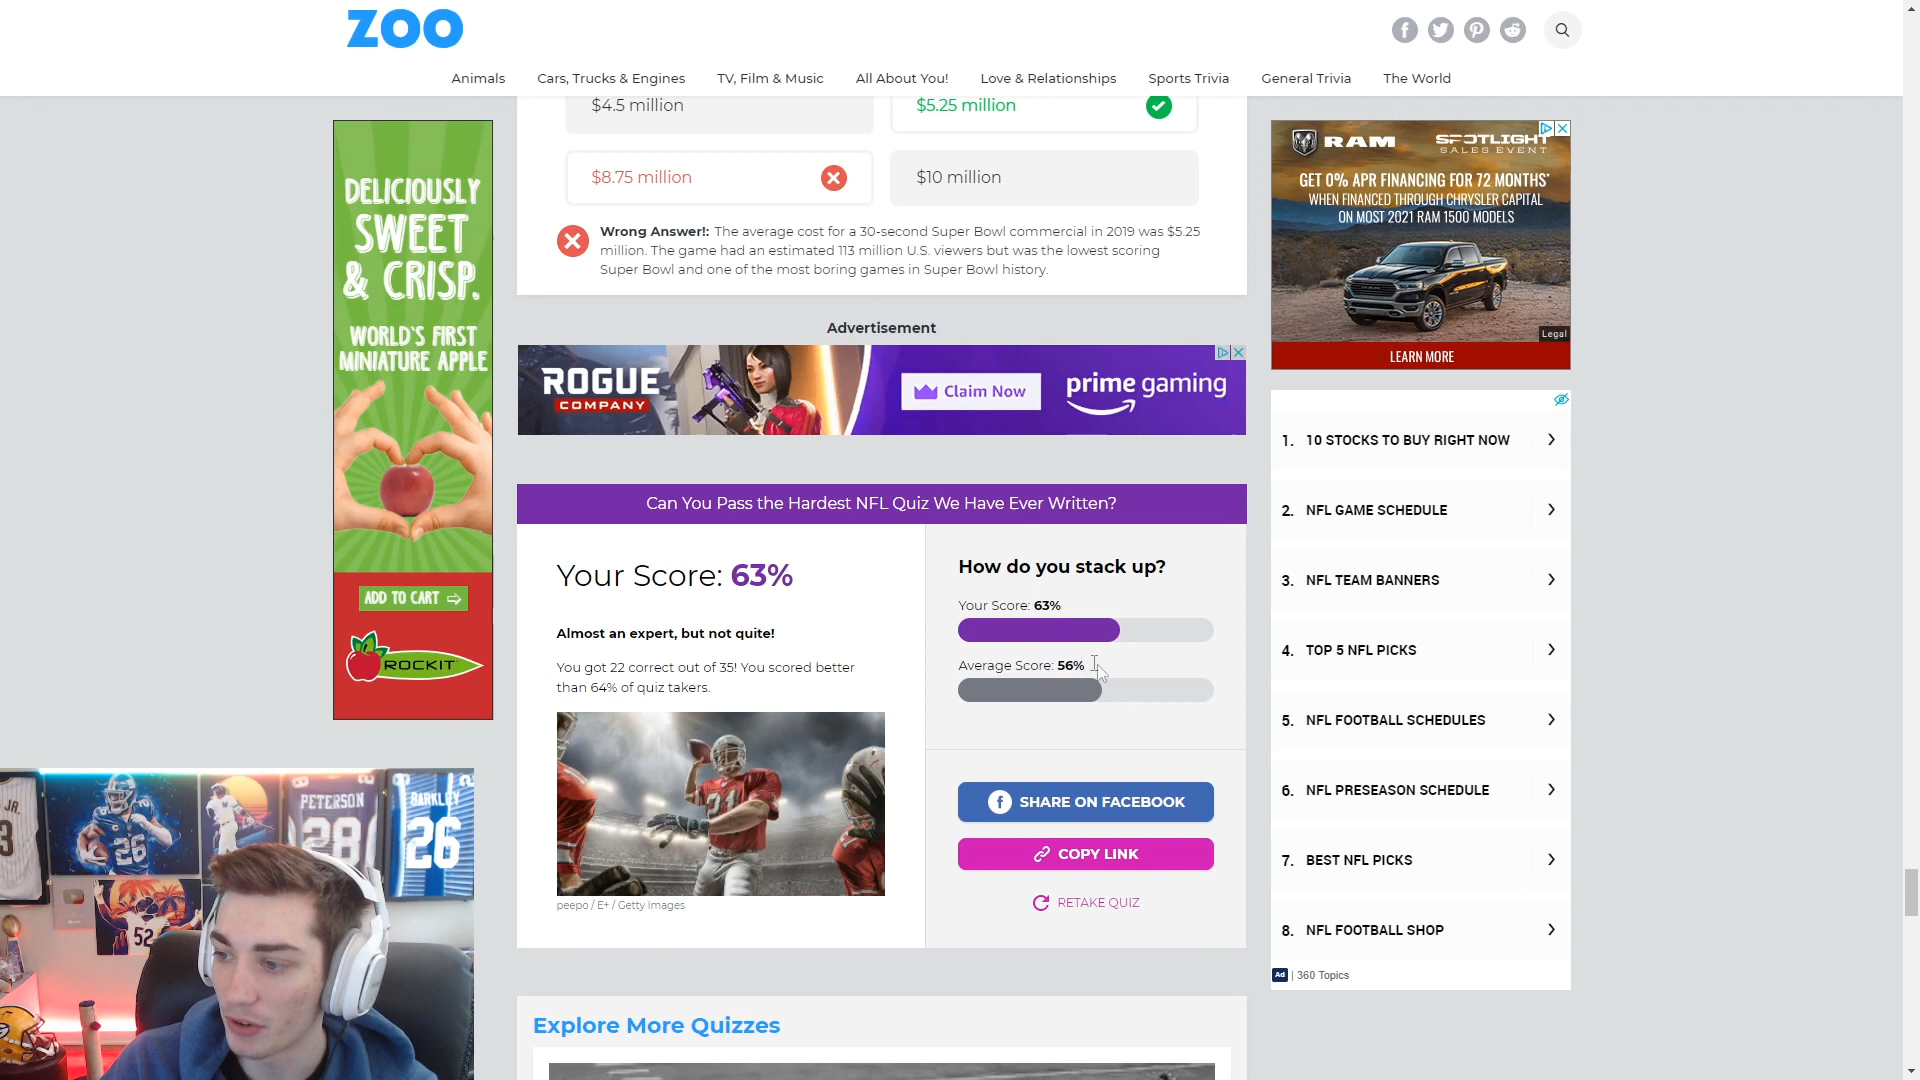 ZOO
Animals
Cars, Trucks & Engines
TV, Film & Music
All About You!
Love & Relationships
Sports Trivia
General Trivia
The World
$4.5 million
$5.25 million
$8.75 million
$10 million
Wrong Answer!: The average cost for a 30-second Super Bowl commercial in 2019 was $5.25
million. The game had an estimated 113 million U.S. viewers but was the lowest scoring
Super Bowl and one of the most boring games in Super Bowl history.
DELICIOUSLY
SWEET
& CRISP.
WORLD'S FIRST
MINIATURE APPLE
ADD TO CART
ROCKIT
Advertisement
ROGUE
COMPANY
Claim Now
prime gaming
RAM
SPOTLIGHT
SALES EVENT
GET 0% APR FINANCING FOR 72 MONTHS*
WHEN FINANCED THROUGH CHRYSLER CAPITAL
ON MOST 2021 RAM 1500 MODELS
Legal
LEARN MORE
Can You Pass the Hardest NFL Quiz We Have Ever Written?
Your Score: 63%
Almost an expert, but not quite!
You got 22 correct out of 35! You scored better
than 64% of quiz takers.
21
peepo / E+ / Getty Images
How do you stack up?
Your Score: 63%
Average Score: 56%
SHARE ON FACEBOOK
COPY LINK
RETAKE QUIZ
1. 10 STOCKS TO BUY RIGHT NOW
2. NFL GAME SCHEDULE
3. NFL TEAM BANNERS
4. TOP 5 NFL PICKS
5. NFL FOOTBALL SCHEDULES
6. NFL PRESEASON SCHEDULE
7. BEST NFL PICKS
8. NFL FOOTBALL SHOP
Ad | 360 Topics
Explore More Quizzes
JR.
3
26
PETERSON
28
BARKLEY
26
52